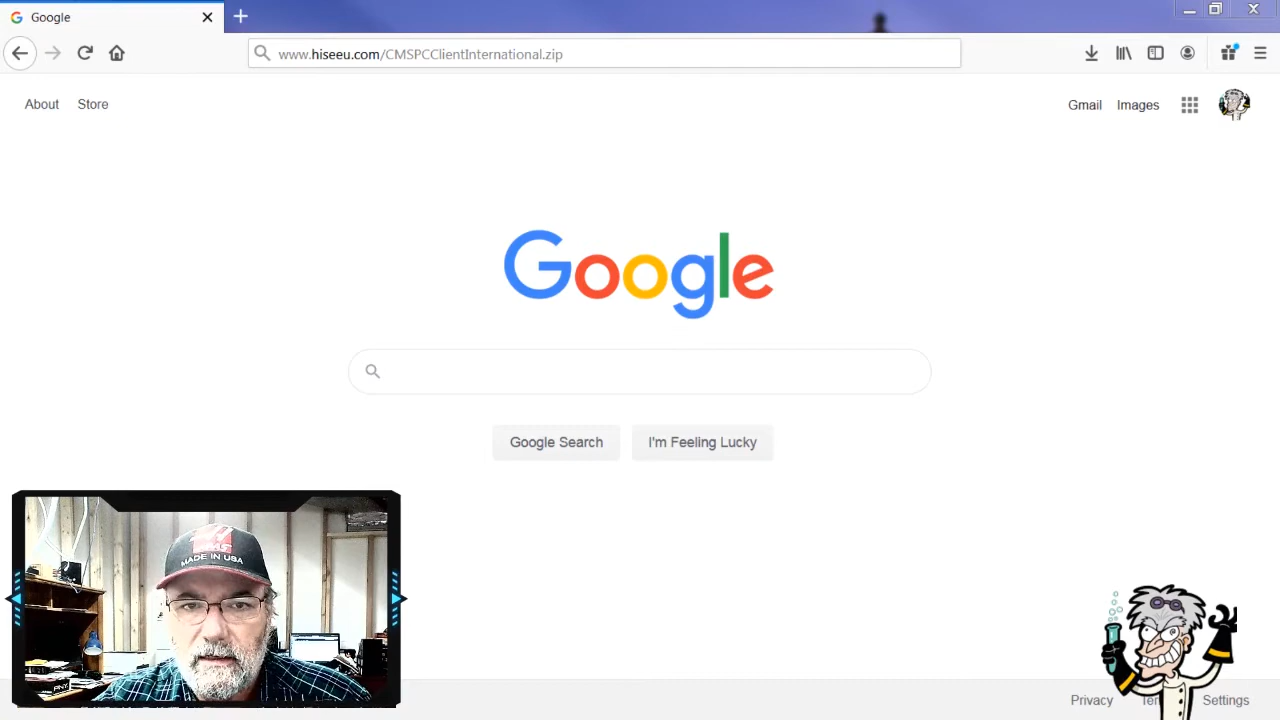 Google
www.hiseeu.com/CMSPCClientInternational.zip
About Store
Gmail Images
Google
Google Search I'm Feeling Lucky
MADE IN USA
PNY
Privacy Settings